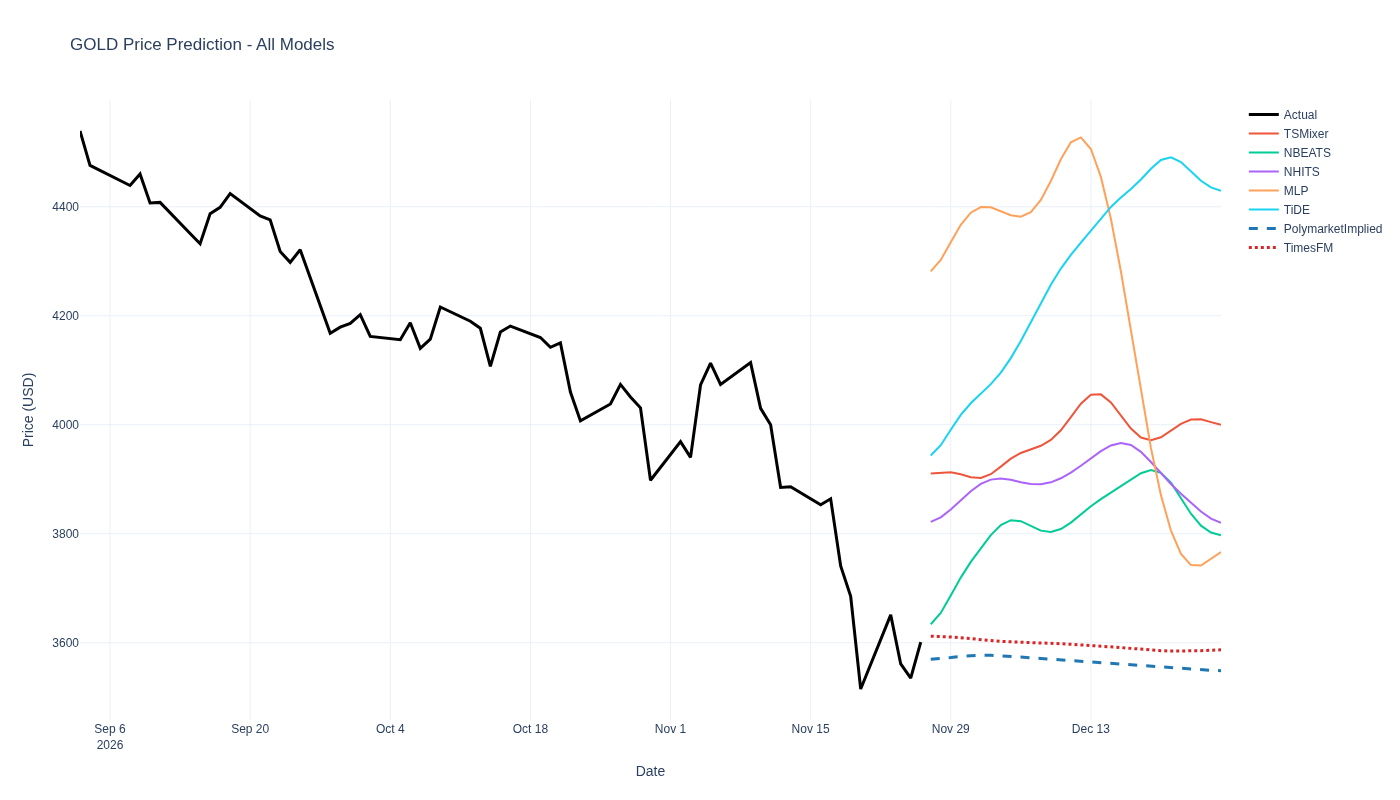 GOLD Price Prediction - All Models
Actual
TSMixer
NBEATS
NHITS
MLP
TiDE
PolymarketImplied
TimesFM
Price (USD)
4400
4200
4000
3800
3600
Sep 6
2026
Sep 20
Oct 4
Oct 18
Nov 1
Nov 15
Nov 29
Dec 13
Date